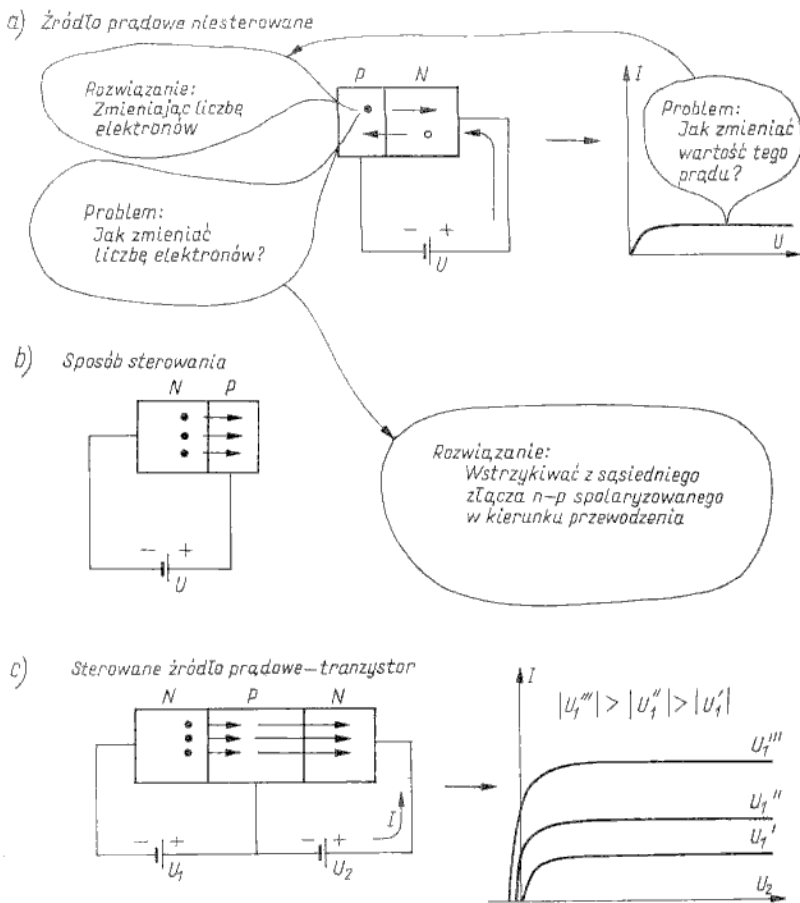 a) Źródło prądowe niesterowane
Rozwiązanie:
Zmieniając liczbę
elektronów
P N
I
Problem:
Jak zmieniać
wartość tego
prądu?
Problem:
Jak zmieniać
liczbę elektronów?
− +
U
U
b) Sposób sterowania
N P
− +
U
Rozwiązanie:
Wstrzykiwać z sąsiedniego
złącza n-p spolaryzowanego
w kierunku przewodzenia
c) Sterowane źródło prądowe—tranzystor
N P N
I
− +
U₁
− +
U₂
I
|U₁'''| > |U₁''| > |U₁'|
U₁'''
U₁''
U₁'
U₂